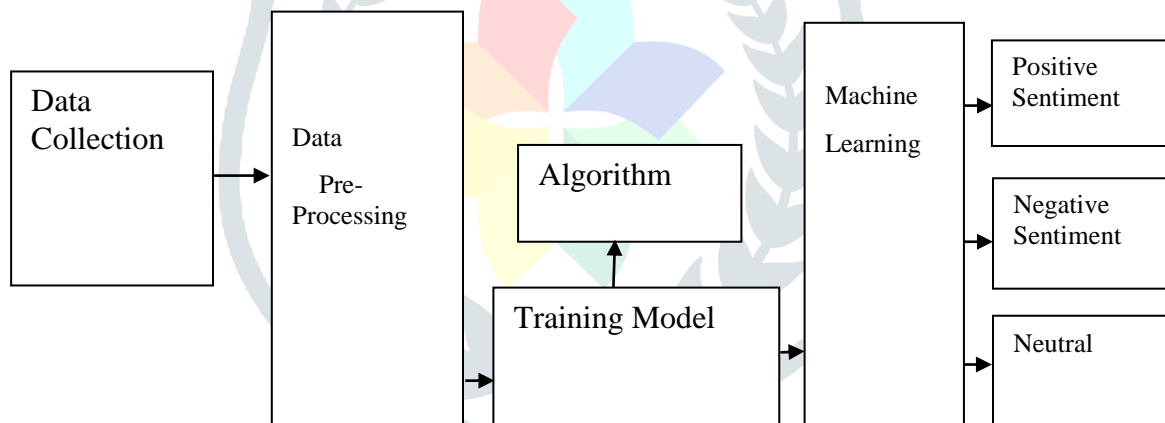 Data
Collection
Data
Pre-
Processing
Algorithm
Training Model
Machine
Learning
Positive
Sentiment
Negative
Sentiment
Neutral